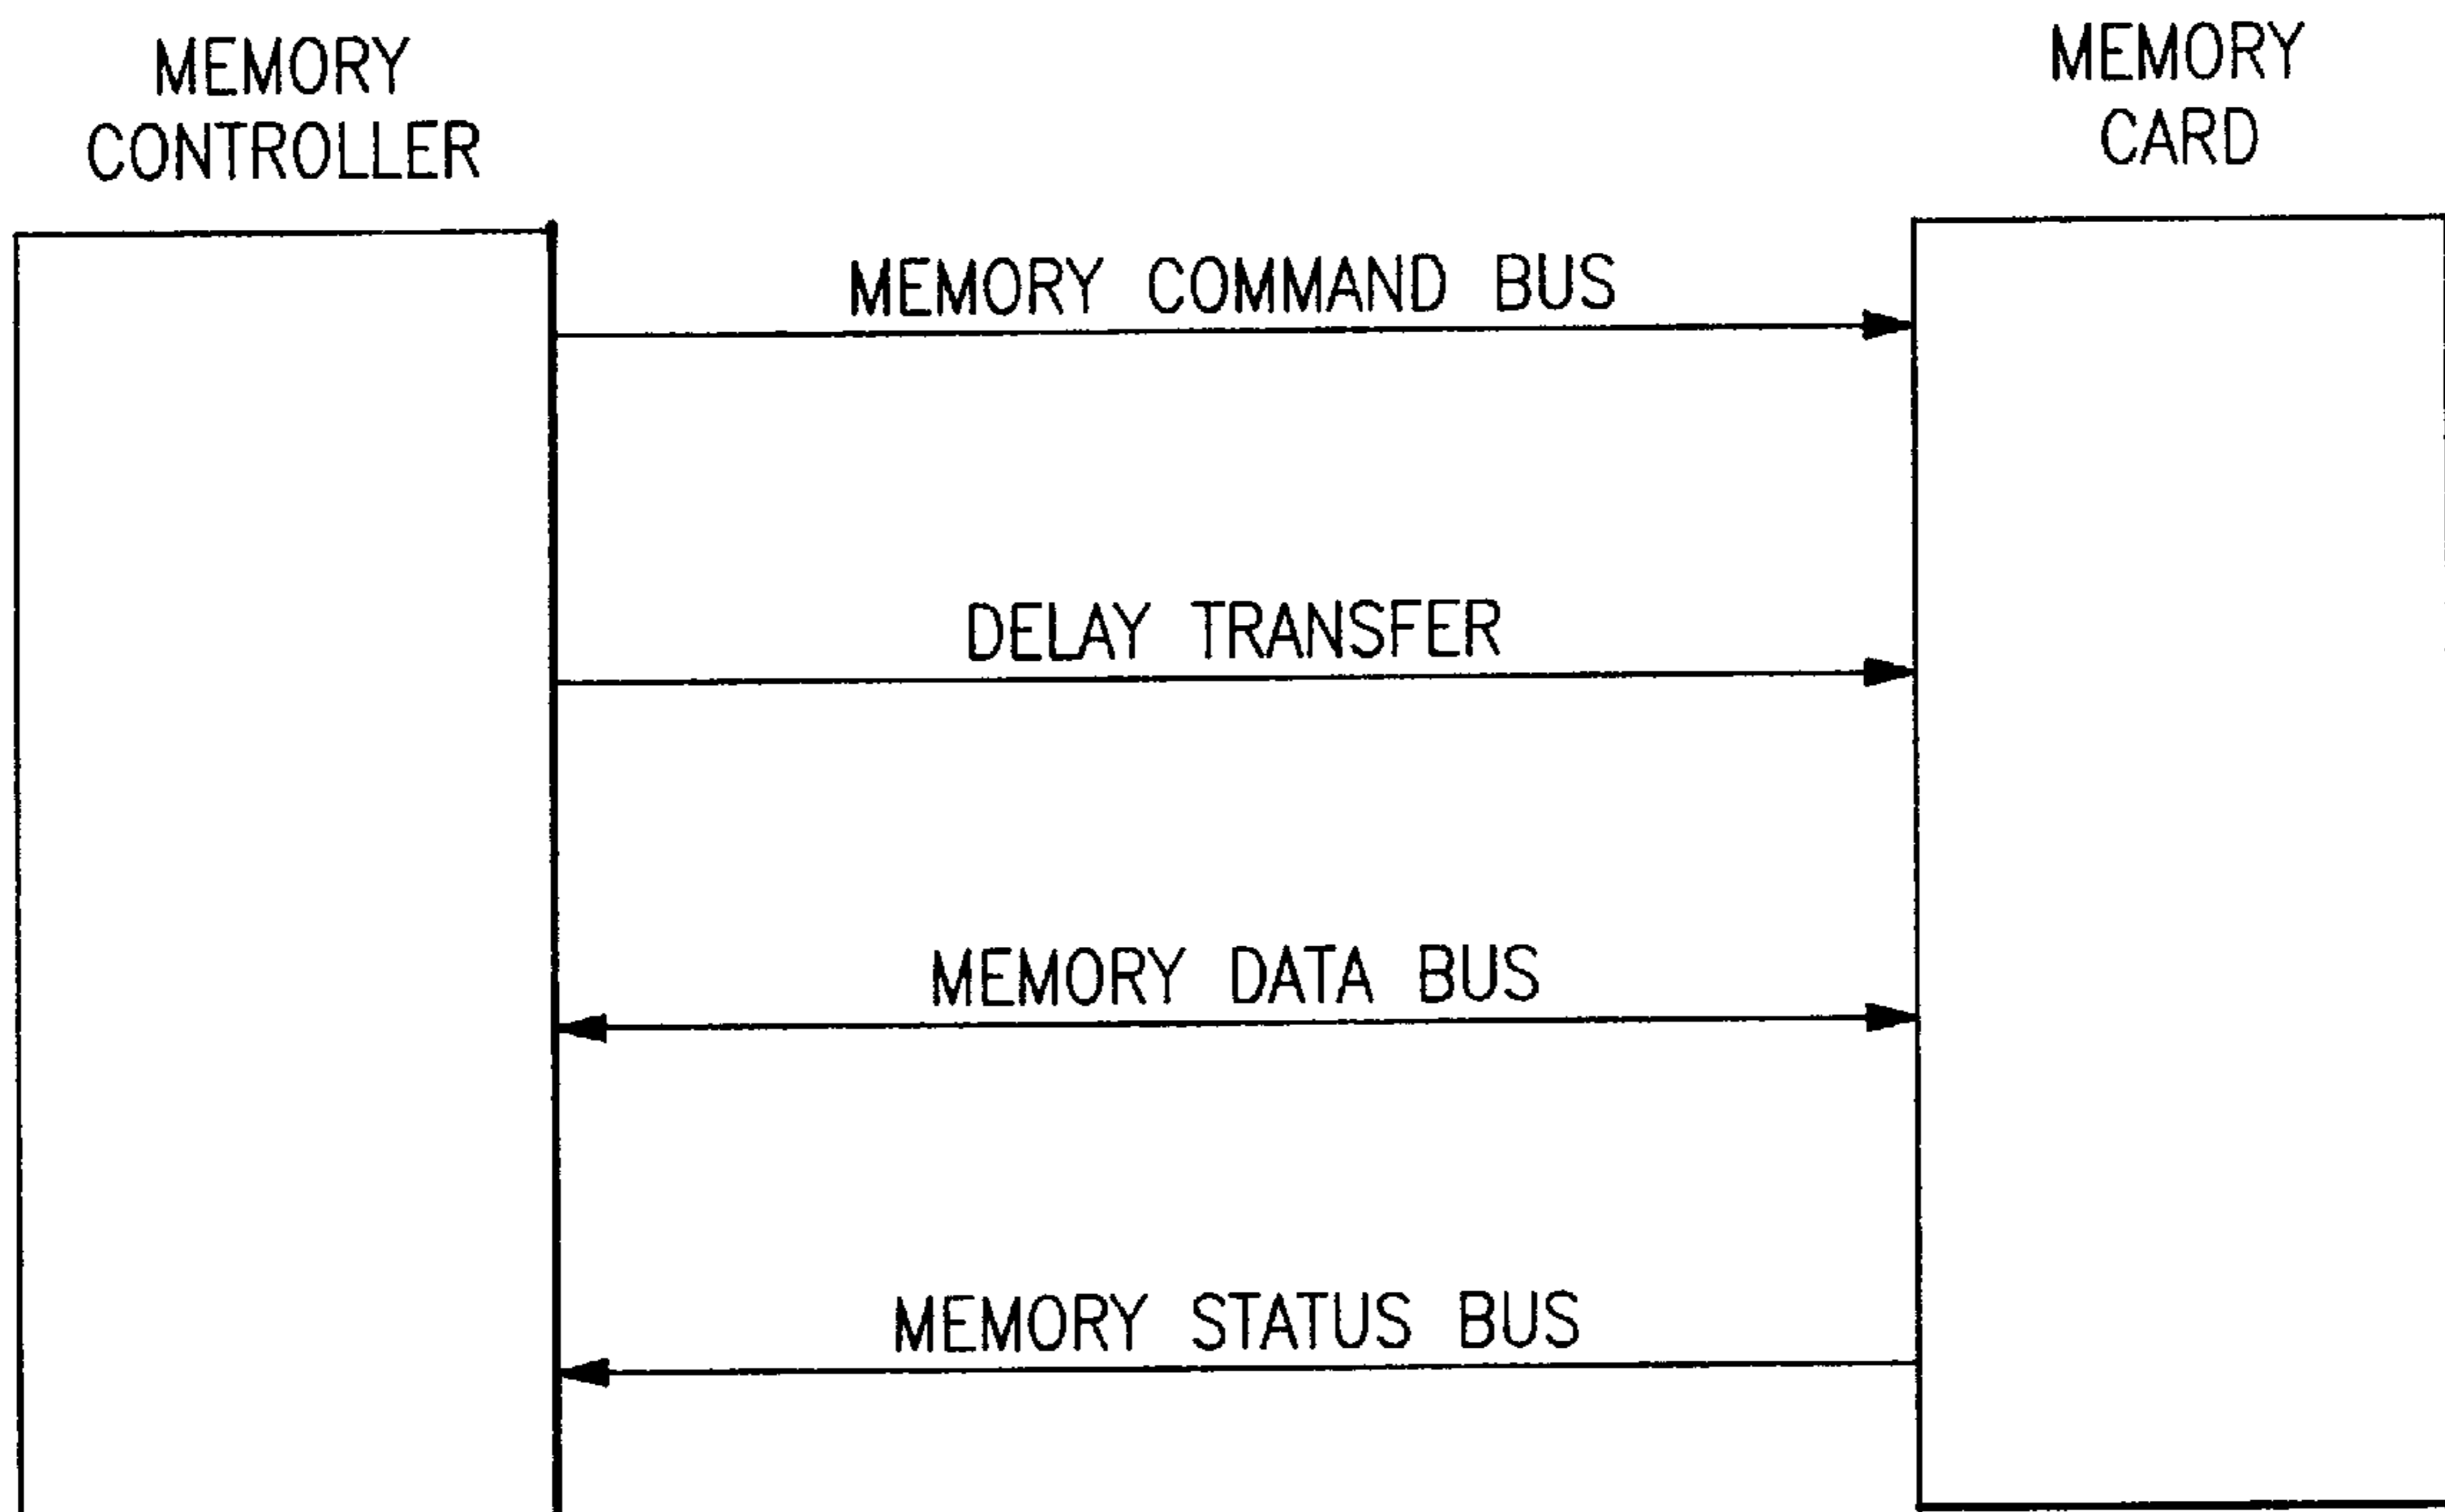 MEMORY
CONTROLLER
MEMORY
CARD
MEMORY COMMAND BUS
DELAY TRANSFER
MEMORY DATA BUS
MEMORY STATUS BUS